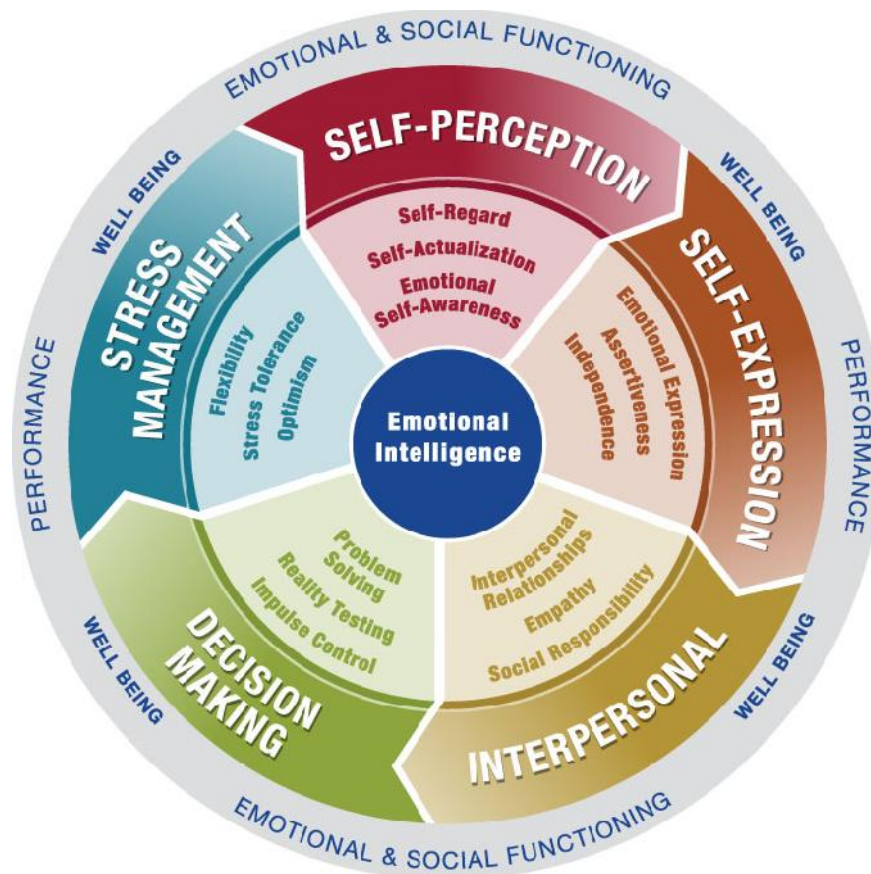 EMOTIONAL & SOCIAL FUNCTIONING
WELL BEING
WELL BEING
PERFORMANCE
PERFORMANCE
WELL BEING
WELL BEING
EMOTIONAL & SOCIAL FUNCTIONING
SELF-PERCEPTION
Self-Regard
Self-Actualization
Emotional
Self-Awareness
SELF-EXPRESSION
Emotional Expression
Assertiveness
Independence
INTERPERSONAL
Interpersonal
Relationships
Empathy
Social Responsibility
DECISION
MAKING
Problem
Solving
Reality Testing
Impulse Control
STRESS
MANAGEMENT
Flexibility
Stress Tolerance
Optimism
Emotional
Intelligence